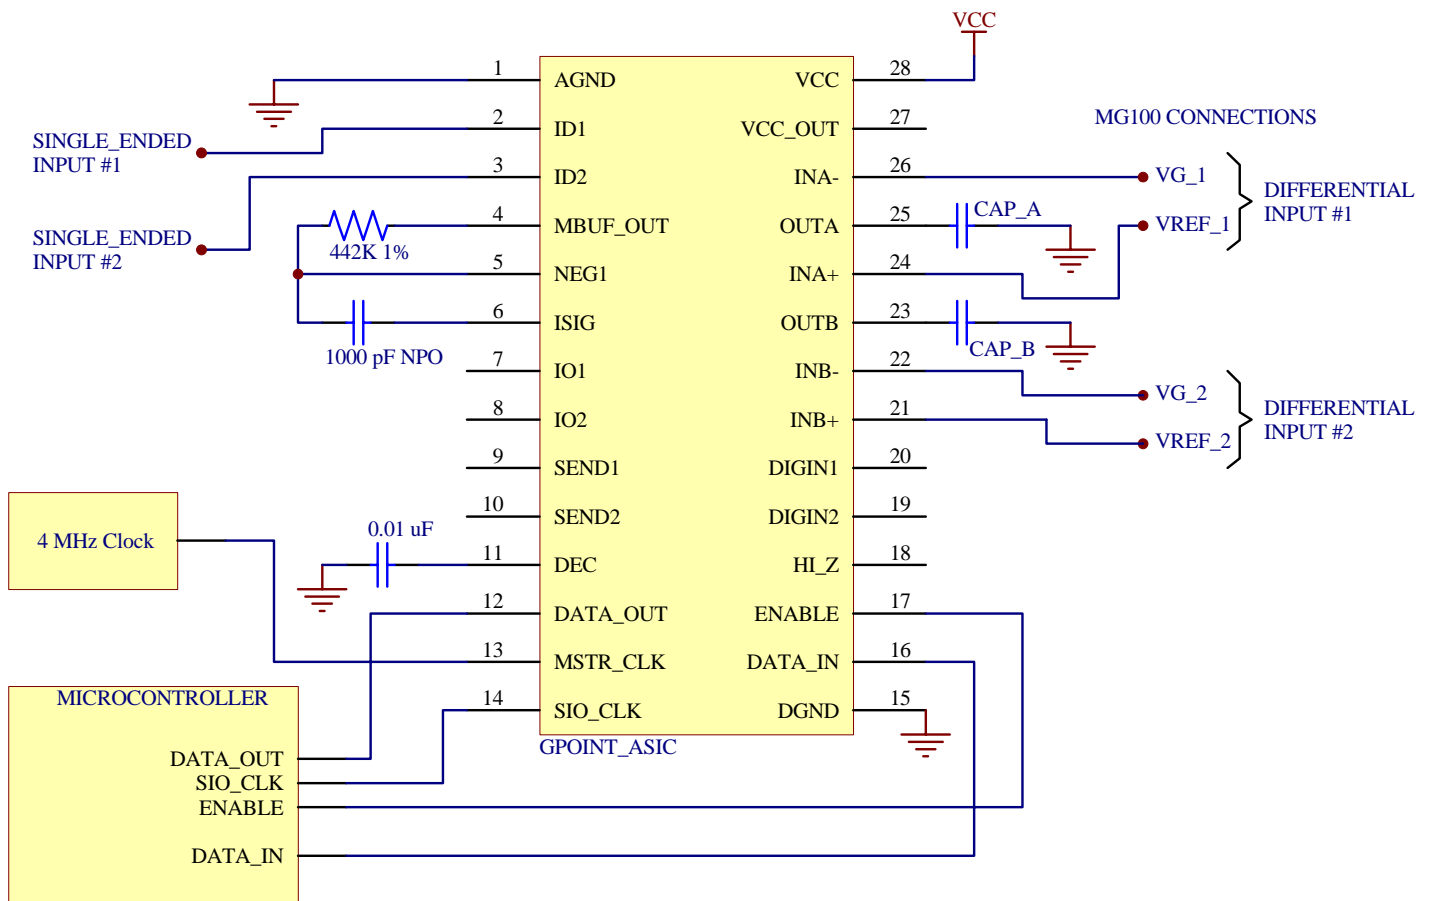 VCC
1
AGND
VCC
28
2
ID1
VCC_OUT
27
MG100 CONNECTIONS
SINGLE_ENDED
INPUT #1
3
ID2
INA-
26
VG_1
DIFFERENTIAL
INPUT #1
4
MBUF_OUT
OUTA
25
CAP_A
VREF_1
SINGLE_ENDED
INPUT #2
442K 1%
5
NEG1
INA+
24
6
ISIG
OUTB
23
1000 pF NPO
CAP_B
7
IO1
INB-
22
VG_2
8
IO2
INB+
21
DIFFERENTIAL
INPUT #2
VREF_2
9
SEND1
DIGIN1
20
10
SEND2
DIGIN2
19
4 MHz Clock
0.01 uF
11
DEC
HI_Z
18
12
DATA_OUT
ENABLE
17
13
MSTR_CLK
DATA_IN
16
MICROCONTROLLER
14
SIO_CLK
DGND
15
GPOINT_ASIC
DATA_OUT
SIO_CLK
ENABLE
DATA_IN